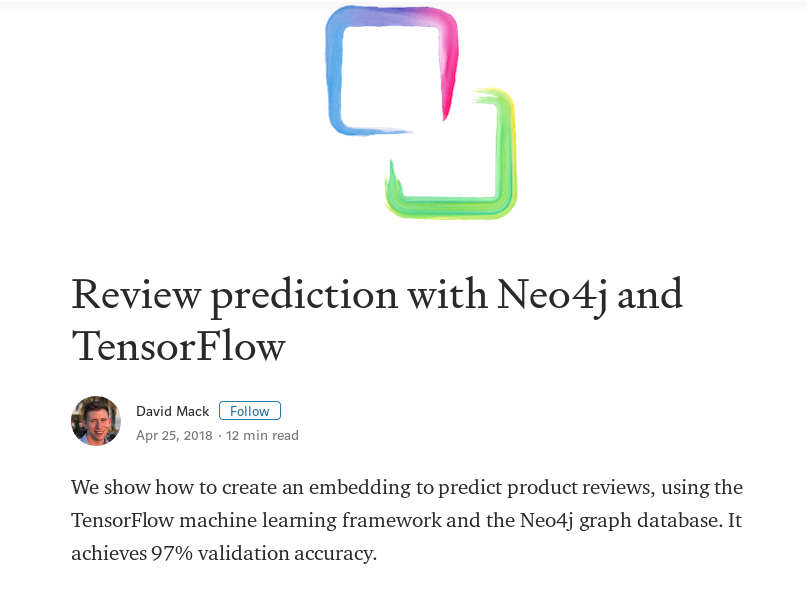 Review prediction with Neo4j and
TensorFlow
David Mack Follow
Apr 25, 2018 · 12 min read
We show how to create an embedding to predict product reviews, using the
TensorFlow machine learning framework and the Neo4j graph database. It
achieves 97% validation accuracy.